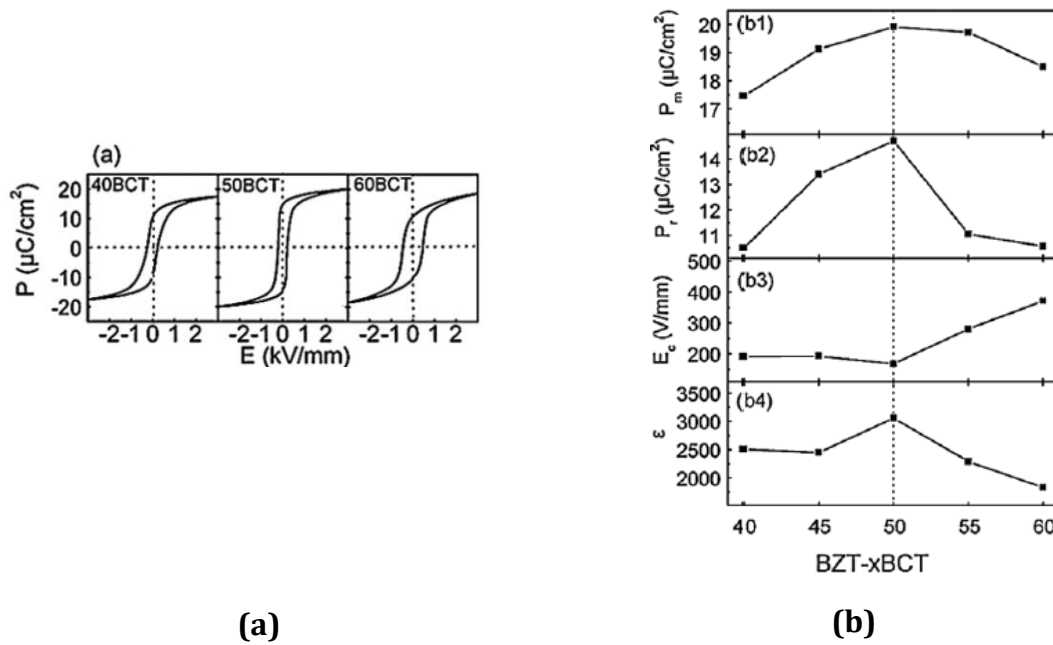 (a)
40BCT 50BCT 60BCT
P (μC/cm²)
20
10
0
-10
-20
-2-1 0 1 2 -2-1 0 1 2 -2-1 0 1 2
E (kV/mm)
(b1)
P_m (μC/cm²)
20
19
18
17
(b2)
P_r (μC/cm²)
14
13
12
11
10
(b3)
E_c (V/mm)
500
400
300
200
(b4)
ε
3000
2500
2000
40 45 50 55 60
BZT-xBCT
(a) (b)